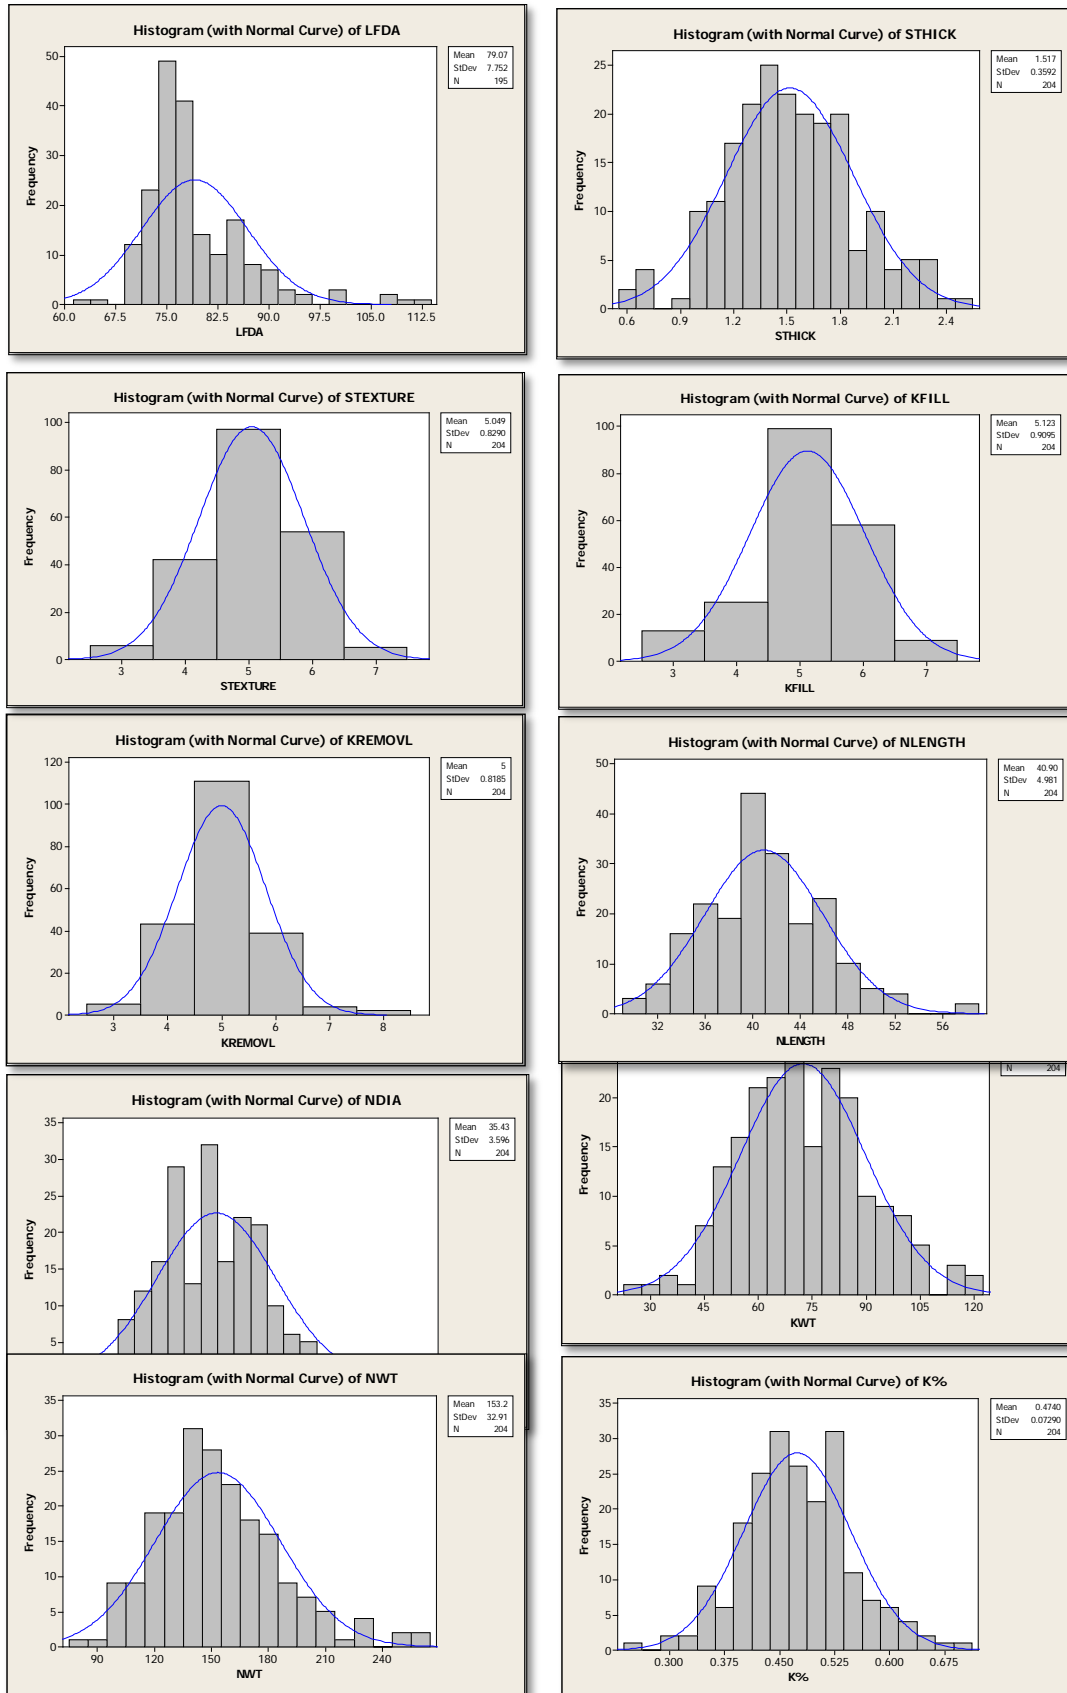 Histogram (with Normal Curve) of LFDA
Mean 79.07
StDev 7.752
N 195
50
40
30
20
10
0
Frequency
60.0 67.5 75.0 82.5 90.0 97.5 105.0 112.5
LFDA
Histogram (with Normal Curve) of STHICK
Mean 1.517
StDev 0.3592
N 204
25
20
15
10
5
0
Frequency
0.6 0.9 1.2 1.5 1.8 2.1 2.4
STHICK
Histogram (with Normal Curve) of STEXTURE
Mean 5.049
StDev 0.8290
N 204
100
80
60
40
20
0
Frequency
3 4 5 6 7
STEXTURE
Histogram (with Normal Curve) of KFILL
Mean 5.123
StDev 0.9095
N 204
100
80
60
40
20
0
Frequency
3 4 5 6 7
KFILL
Histogram (with Normal Curve) of KREMOVL
Mean 5
StDev 0.8185
N 204
120
100
80
60
40
20
0
Frequency
3 4 5 6 7 8
KREMOVL
Histogram (with Normal Curve) of NLENGTH
Mean 40.90
StDev 4.981
N 204
50
40
30
20
10
0
Frequency
32 36 40 44 48 52 56
NLENGTH
Histogram (with Normal Curve) of NDIA
Mean 35.43
StDev 3.596
N 204
35
30
25
20
15
10
5
Frequency
N 204
20
15
10
5
0
Frequency
30 45 60 75 90 105 120
KWT
Histogram (with Normal Curve) of NWT
Mean 153.2
StDev 32.91
N 204
35
30
25
20
15
10
5
0
Frequency
90 120 150 180 210 240
NWT
Histogram (with Normal Curve) of K%
Mean 0.4740
StDev 0.07290
N 204
35
30
25
20
15
10
5
0
Frequency
0.300 0.375 0.450 0.525 0.600 0.675
K%